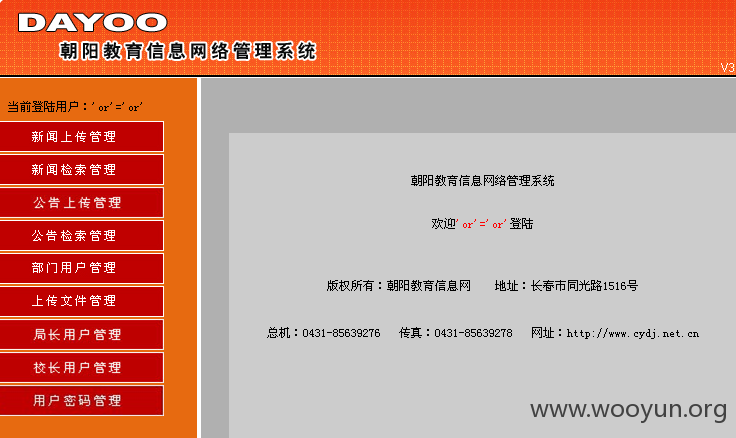 DAYOO
朝阳教育信息网络管理系统
V3
当前登陆用户：'or'='or'
新闻上传管理
新闻检索管理
公告上传管理
公告检索管理
部门用户管理
上传文件管理
局长用户管理
校长用户管理
用户密码管理
朝阳教育信息网络管理系统
欢迎'or'='or'登陆
版权所有：朝阳教育信息网 地址：长春市同光路1516号
总机：0431-85639276 传真：0431-85639278 网址：http://www.cydj.net.cn
www.wooyun.org